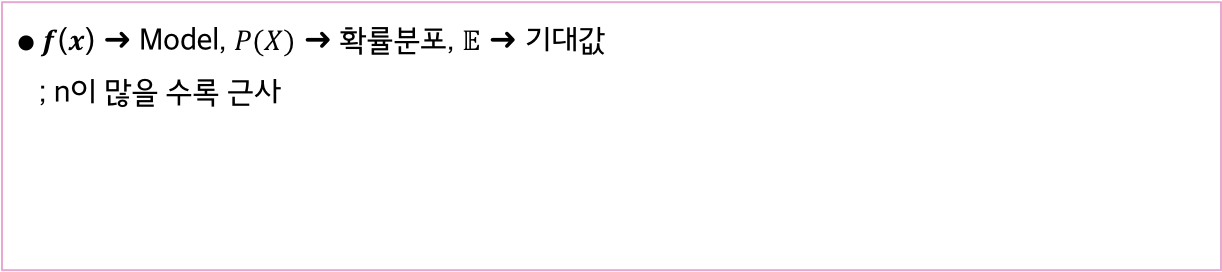 ● f(x) → Model, P(X) → 확률분포, 𝔼 → 기대값
; n이 많을 수록 근사